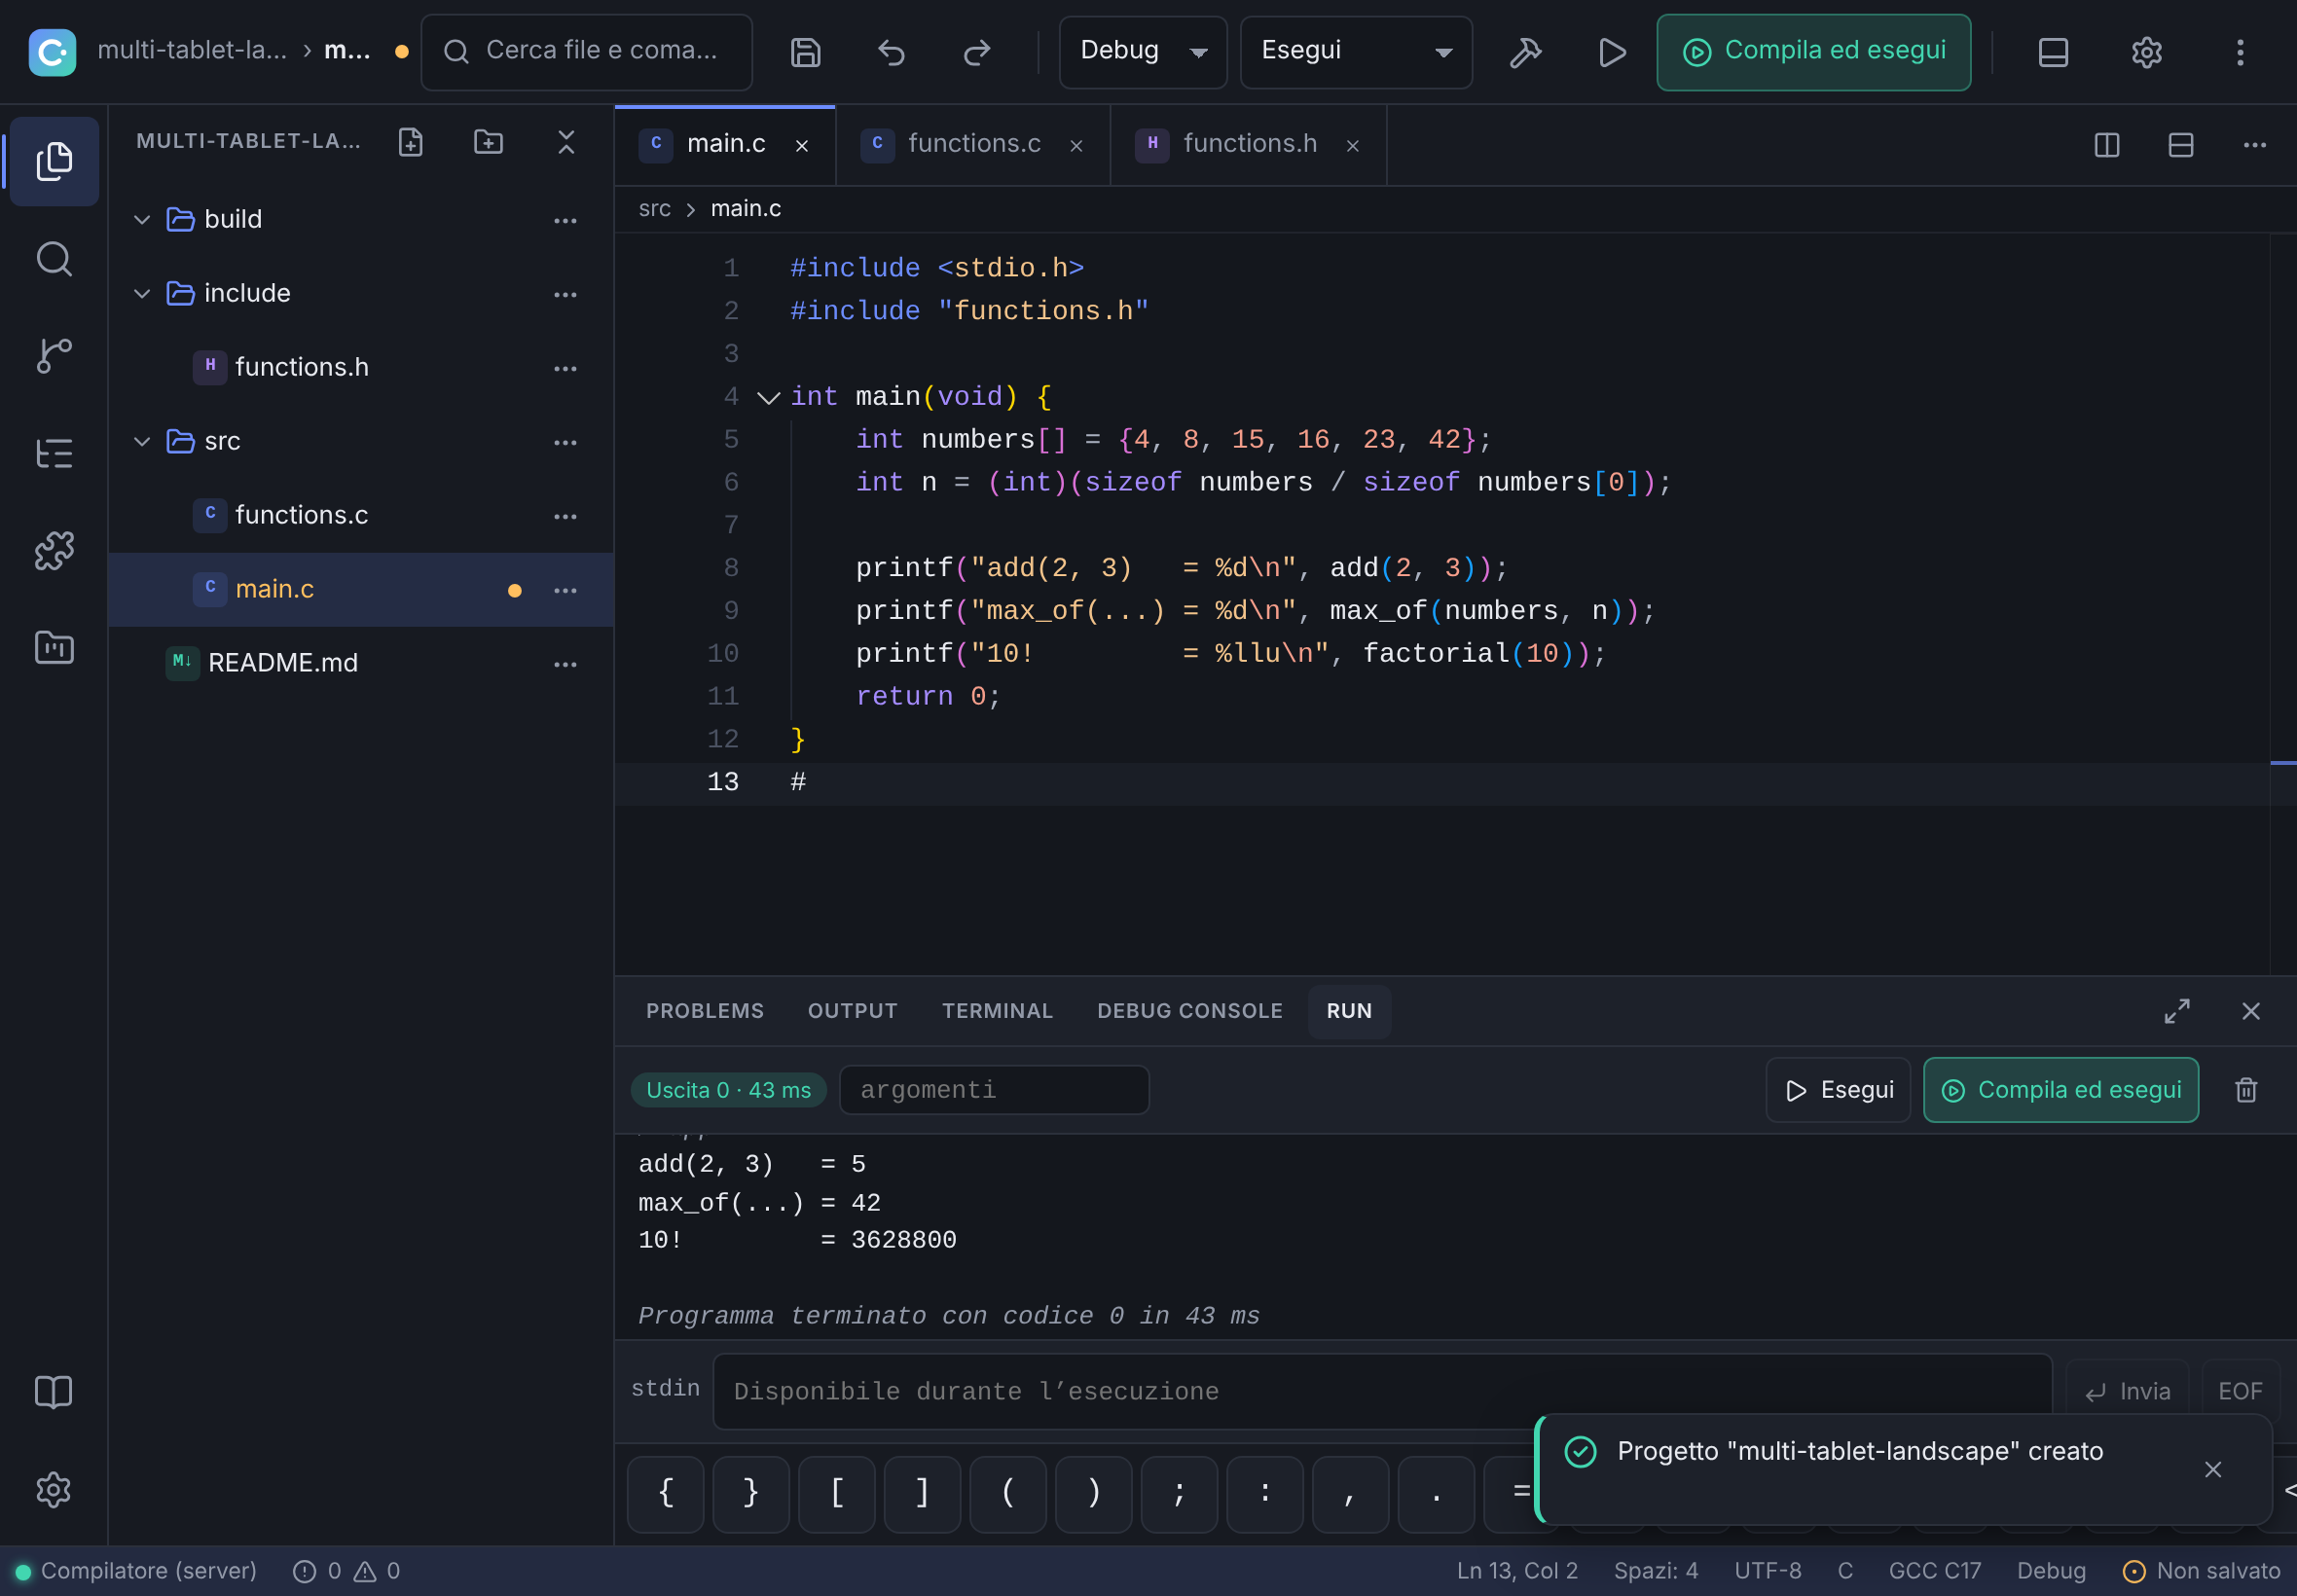 multi-tablet-la... › m...
Cerca file e coma...
Debug
Esegui
Compila ed esegui
MULTI-TABLET-LA...
build
include
H functions.h
src
C functions.c
C main.c
M↓ README.md
C main.c ×
C functions.c ×
H functions.h ×
src › main.c
1 #include <stdio.h>
2 #include "functions.h"
3
4 int main(void) {
5     int numbers[] = {4, 8, 15, 16, 23, 42};
6     int n = (int)(sizeof numbers / sizeof numbers[0]);
7
8     printf("add(2, 3)   = %d\n", add(2, 3));
9     printf("max_of(...) = %d\n", max_of(numbers, n));
10     printf("10!         = %llu\n", factorial(10));
11     return 0;
12 }
13 #
PROBLEMS OUTPUT TERMINAL DEBUG CONSOLE RUN
Uscita 0 · 43 ms
argomenti
Esegui
Compila ed esegui
add(2, 3)   = 5
max_of(...) = 42
10!         = 3628800
Programma terminato con codice 0 in 43 ms
stdin
Disponibile durante l’esecuzione
Invia
EOF
Progetto "multi-tablet-landscape" creato
{ } [ ] ( ) ; : , . = <
Compilatore (server) 0 0
Ln 13, Col 2 Spazi: 4 UTF-8 C GCC C17 Debug Non salvato